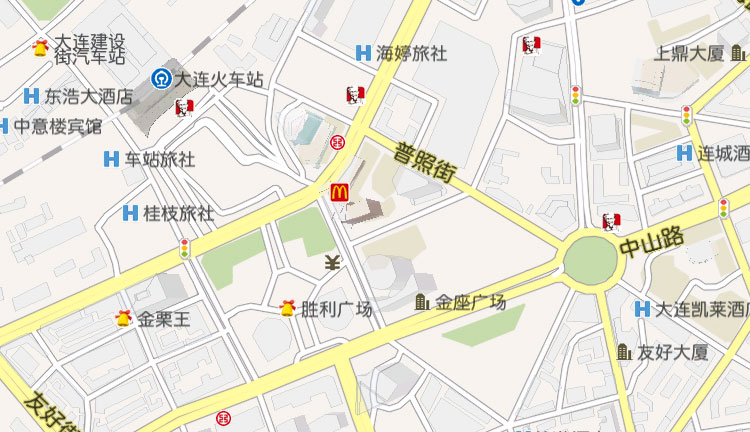 大连建设
街汽车站
海婷旅社
上鼎大厦
大连火车站
东浩大酒店
中意楼宾馆
普照街
连城酒
车站旅社
桂枝旅社
中山路
天
金座广场
胜利广场
大连凯莱酒店
金栗王
友好大厦
友好街